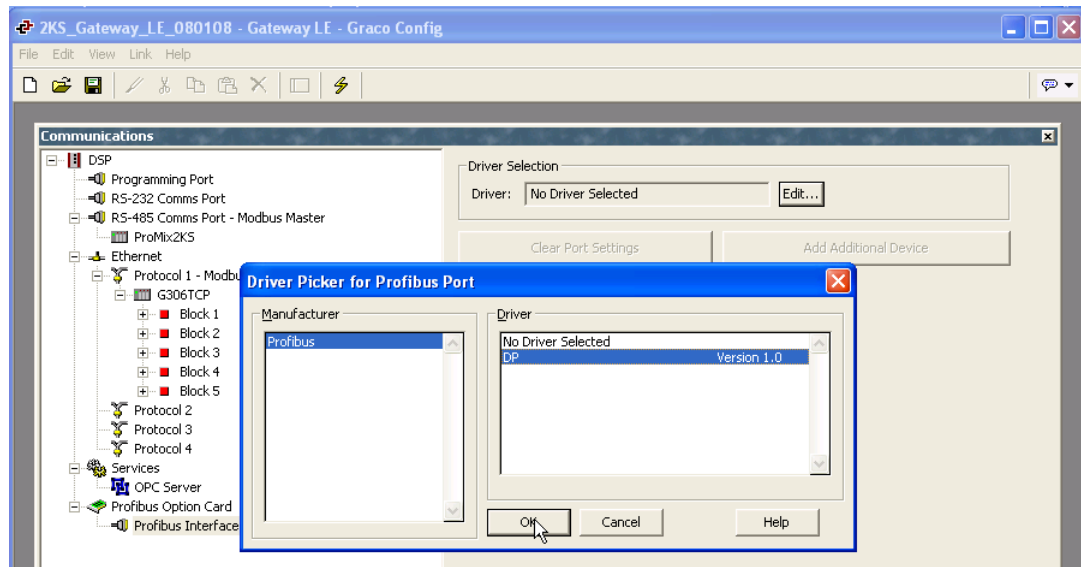 2KS_Gateway_LE_080108 - Gateway LE - Graco Config
File Edit View Link Help
Communications
DSP
Programming Port
RS-232 Comms Port
RS-485 Comms Port - Modbus Master
ProMix2KS
Ethernet
Protocol 1 - Modbu
G306TCP
Block 1
Block 2
Block 3
Block 4
Block 5
Protocol 2
Protocol 3
Protocol 4
Services
OPC Server
Profibus Option Card
Profibus Interface
Driver Selection
Driver: No Driver Selected Edit...
Clear Port Settings Add Additional Device
Driver Picker for Profibus Port
Manufacturer
Profibus
Driver
No Driver Selected
DP Version 1.0
OK Cancel Help